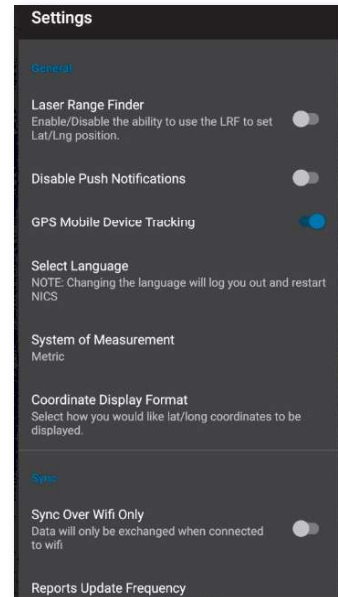 Settings
General
Laser Range Finder
Enable/Disable the ability to use the LRF to set
Lat/Lng position.
Disable Push Notifications
GPS Mobile Device Tracking
Select Language
NOTE: Changing the language will log you out and restart
NICS
System of Measurement
Metric
Coordinate Display Format
Select how you would like lat/long coordinates to be
displayed.
Sync
Sync Over Wifi Only
Data will only be exchanged when connected
to wifi
Reports Update Frequency